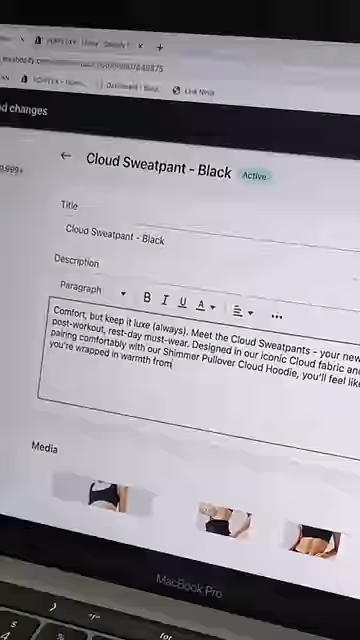 Link Ninja
d changes
9,999+
← Cloud Sweatpant - Black Active
Title
Cloud Sweatpant - Black
Description
Paragraph B I U A
Comfort, but keep it luxe (always). Meet the Cloud Sweatpants - your new
post-workout, rest-day must-wear. Designed in our iconic Cloud fabric and
pairing comfortably with our Shimmer Pullover Cloud Hoodie, you'll feel like
you're wrapped in warmth from
Media
MacBook Pro